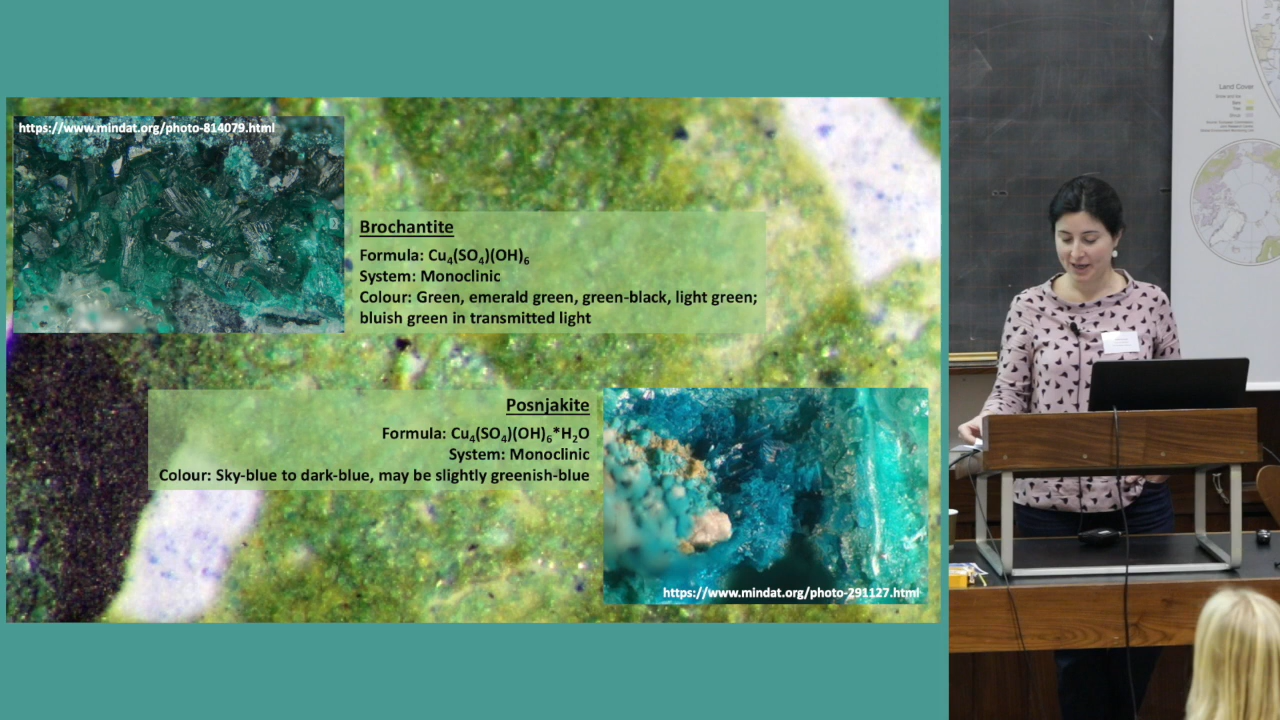 https://www.mindat.org/photo-814079.html
Brochantite
Formula: Cu₄(SO₄)(OH)₆
System: Monoclinic
Colour: Green, emerald green, green-black, light green;
bluish green in transmitted light
Posnjakite
Formula: Cu₄(SO₄)(OH)₆*H₂O
System: Monoclinic
Colour: Sky-blue to dark-blue, may be slightly greenish-blue
https://www.mindat.org/photo-291127.html
Land Cover